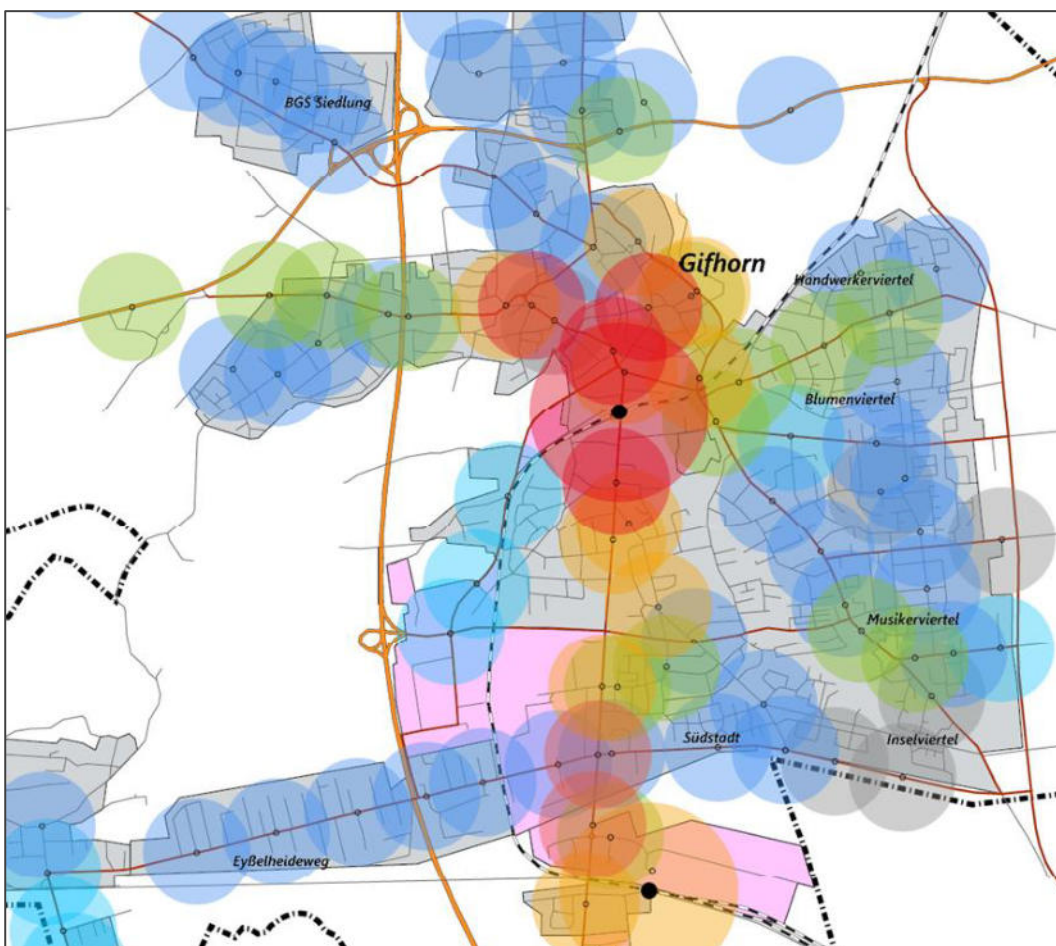 BGS Siedlung
Gifhorn
Handwerkerviertel
Blumenviertel
Musikerviertel
Südstadt
Inselviertel
Eyßelheideweg